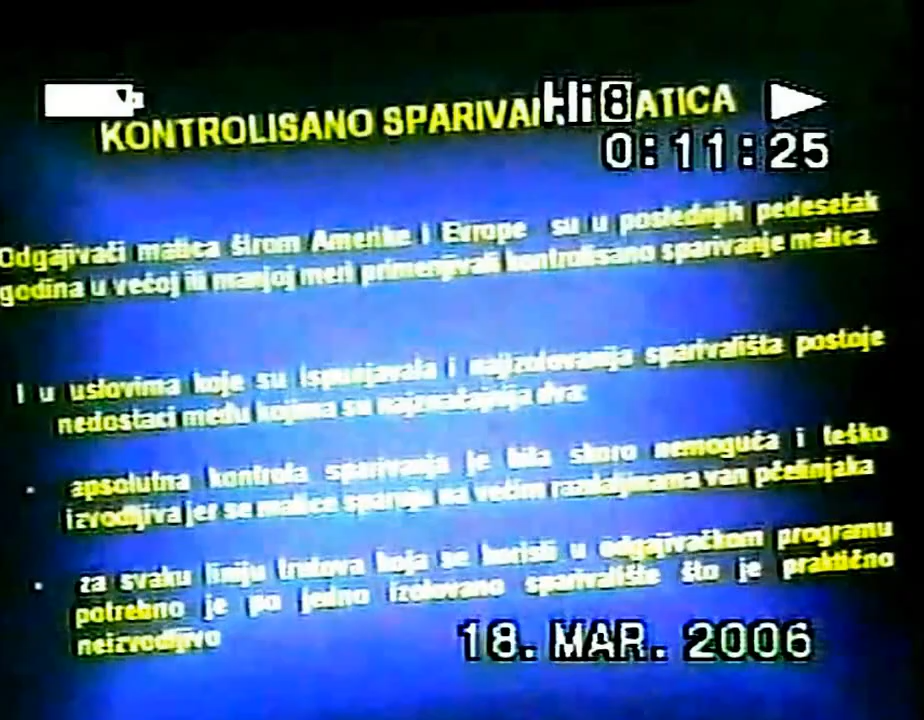 KONTROLISANO SPARIVAN Hi8 ATICA
0:11:25
Odgajivači matica širom Amerike i Evrope su u poslednjih pedesetak
godina u većoj ili manjoj meri primenjivali kontrolisano sparivanje matica.
I u uslovima koje su ispunjavala i najizolovanija sparivališta postoje
nedostaci među kojima su najznačajnija dva:
apsolutna kontrola sparivanja je bila skoro nemoguća i teško
izvodljiva jer se matice sparuju na većim razdaljinama van pčelinjaka
za svaku liniju trutova koja se koristi u odgajivačkom programu
potrebno je po jedno izolovano sparivalište što je praktično
neizvodljivo
18. MAR. 2006